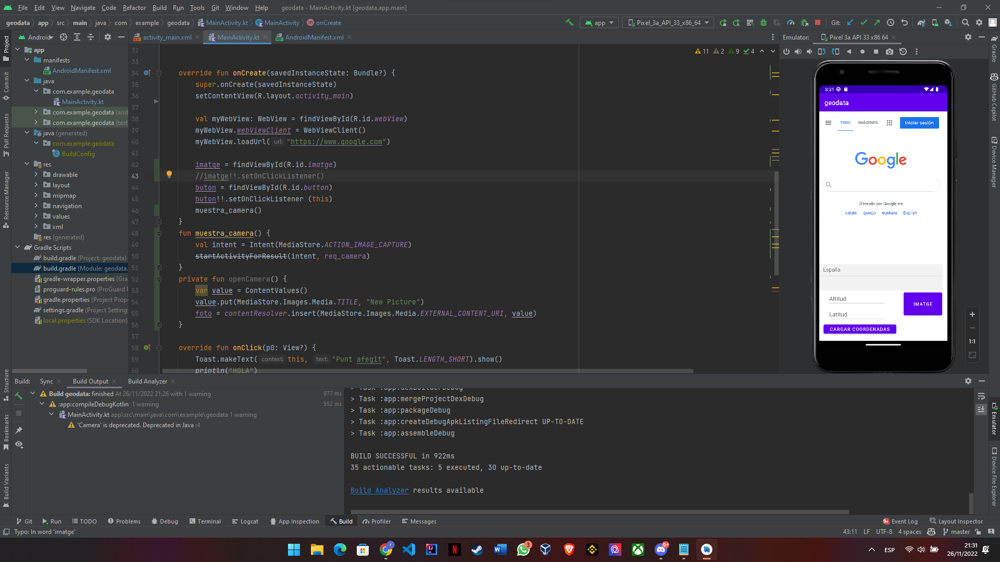 File Edit View Navigate Code Refactor Build Run Tools Git Window Help geodata - MainActivity.kt [geodata.app.main]
geodata app src main java com example geodata MainActivity.kt MainActivity onCreate
app Pixel_3a_API_33_x86_64 Git:
Project
Commit
Pull Requests
Resource Manager
Structure
Bookmarks
Build Variants
Android
app
manifests
AndroidManifest.xml
java
com.example.geodata
MainActivity.kt
com.example.geodata (and
com.example.geodata (test
java (generated)
com.example.geodata
BuildConfig
res
drawable
layout
mipmap
navigation
values
xml
res (generated)
Gradle Scripts
build.gradle (Project: geodata)
build.gradle (Module: geodata.
gradle-wrapper.properties (Gra
proguard-rules.pro (ProGuard F
gradle.properties (Project Prope
settings.gradle (Project Settings
local.properties (SDK Location)
activity_main.xml MainActivity.kt AndroidManifest.xml
11 2 9 4
32
33
34 override fun onCreate(savedInstanceState: Bundle?) {
35 super.onCreate(savedInstanceState)
36 setContentView(R.layout.activity_main)
37
38 val myWebView: WebView = findViewById(R.id.webView)
39 myWebView.webViewClient = WebViewClient()
40 myWebView.loadUrl( url: "https://www.google.com")
41
42 imatge = findViewById(R.id.imatge)
43 //imatge!!.setOnClickListener()
44 buton = findViewById(R.id.button)
45 buton!!.setOnClickListener (this)
46 muestra_camera()
47 }
48 fun muestra_camera() {
49 val intent = Intent(MediaStore.ACTION_IMAGE_CAPTURE)
50 startActivityForResult(intent, req_camera)
51 }
52 private fun openCamera() {
53 var value = ContentValues()
54 value.put(MediaStore.Images.Media.TITLE, "New Picture")
55 foto = contentResolver.insert(MediaStore.Images.Media.EXTERNAL_CONTENT_URI, value)
56 }
57
58 override fun onClick(p0: View?) {
59 Toast.makeText( context: this, text: "Punt afegit", Toast.LENGTH_SHORT).show()
60 println("HOLA")
Emulator: Pixel 3a API 33 x86 64
8:31
geodata
TODO IMÁGENES Iniciar sesión
Google
Ofrecido por Google en:
català galego euskara English
España
Altitud
IMATGE
Latitud
CARGAR COORDENADAS
1:1
Gradle
GitHub Copilot
Device Manager
Emulator
Device File Explorer
Build: Sync Build Output Build Analyzer
Build geodata: finished At 26/11/2022 21:26 with 1 warning 977 ms
:app:compileDebugKotlin 1 warning 552 ms
MainActivity.kt app\src\main\java\com\example\geodata 1 warning
'Camera' is deprecated. Deprecated in Java :4
> Task :app:dexBuilderDebug
> Task :app:mergeProjectDexDebug
> Task :app:packageDebug
> Task :app:createDebugApkListingFileRedirect UP-TO-DATE
> Task :app:assembleDebug
BUILD SUCCESSFUL in 922ms
35 actionable tasks: 5 executed, 30 up-to-date
Build Analyzer results available
Git Run TODO Problems Debug Terminal Logcat App Inspection Build Profiler Messages 9+ Event Log Layout Inspector
Typo: In word 'imatge' 43:11 LF UTF-8 4 spaces master
3 9+ ESP 21:31
26/11/2022